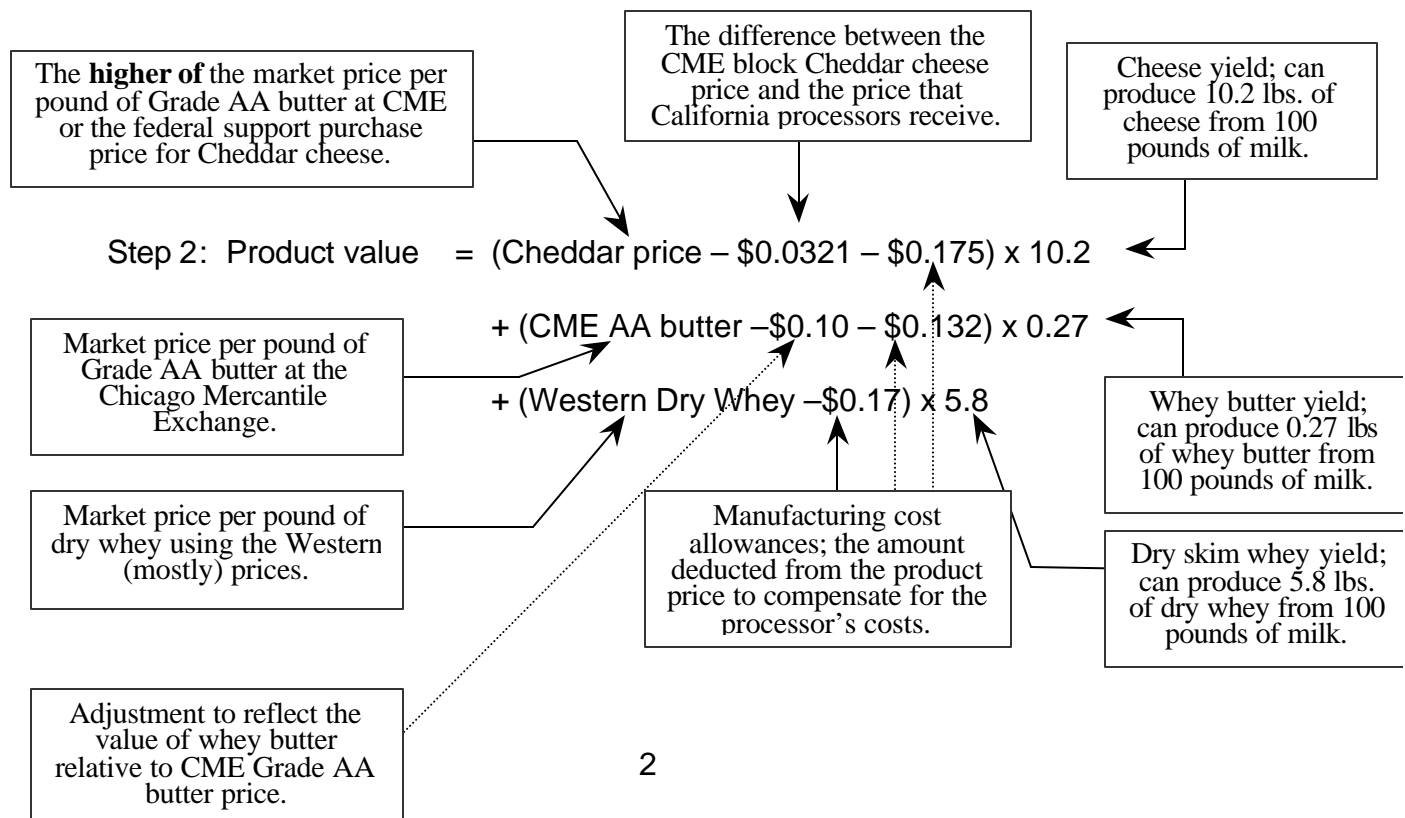 The higher of the market price per
pound of Grade AA butter at CME
or the federal support purchase
price for Cheddar cheese.
The difference between the
CME block Cheddar cheese
price and the price that
California processors receive.
Cheese yield; can
produce 10.2 lbs. of
cheese from 100
pounds of milk.
Step 2: Product value = (Cheddar price – $0.0321 – $0.175) x 10.2
+ (CME AA butter –$0.10 – $0.132) x 0.27
+ (Western Dry Whey –$0.17) x 5.8
Market price per pound of
Grade AA butter at the
Chicago Mercantile
Exchange.
Whey butter yield;
can produce 0.27 lbs
of whey butter from
100 pounds of milk.
Market price per pound of
dry whey using the Western
(mostly) prices.
Manufacturing cost
allowances; the amount
deducted from the product
price to compensate for the
processor's costs.
Dry skim whey yield;
can produce 5.8 lbs.
of dry whey from 100
pounds of milk.
Adjustment to reflect the
value of whey butter
relative to CME Grade AA
butter price.
2